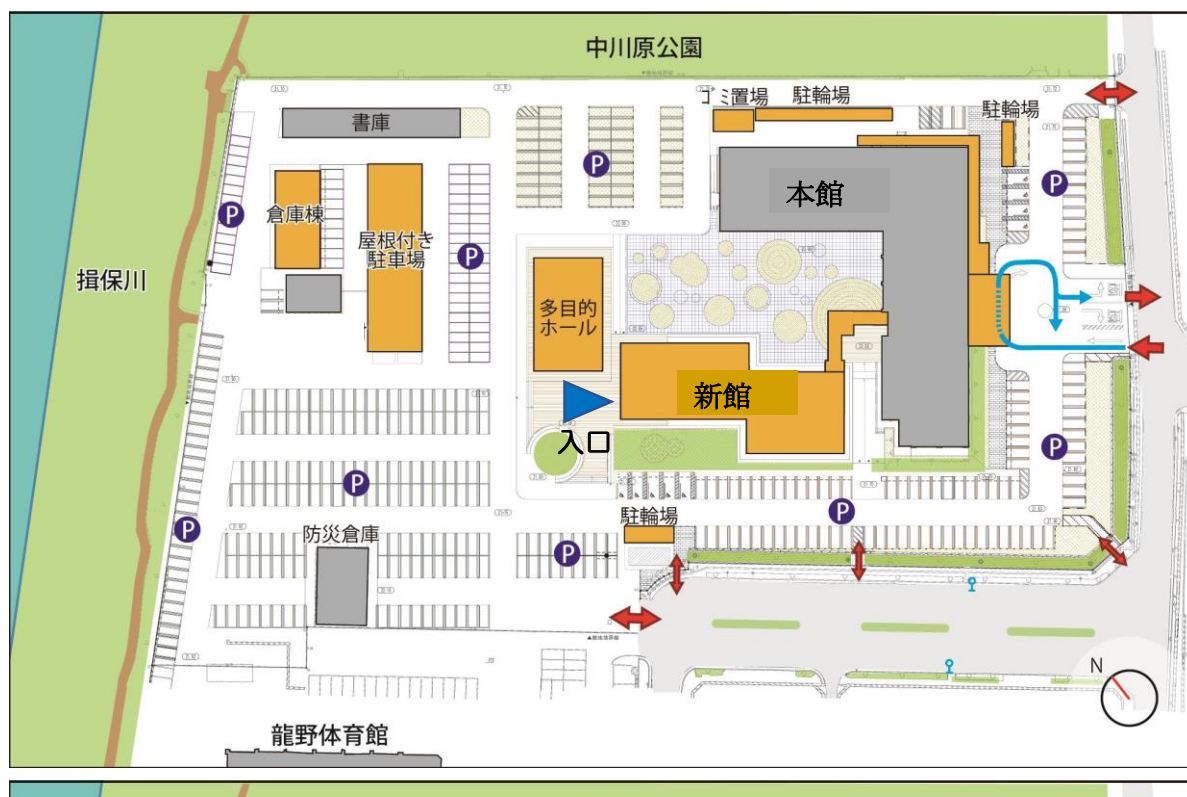 中川原公園
ゴミ置場
駐輪場
駐輪場
書庫
P
P
本館
P
倉庫棟
屋根付き
駐車場
P
揖保川
多目的
ホール
新館
入口
P
P
P
駐輪場
P
防災倉庫
P
N
龍野体育館